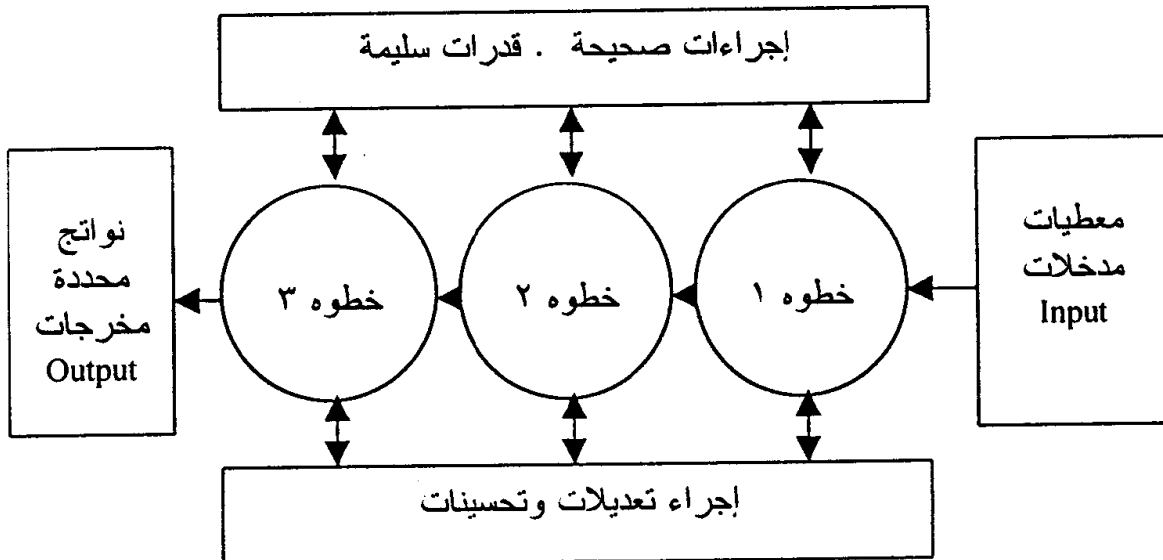 إجراءات صحيحة . قدرات سليمة
معطيات
مدخلات
Input
خطوه ١
خطوه ٢
خطوه ٣
نواتج
محددة
مخرجات
Output
إجراء تعديلات وتحسينات